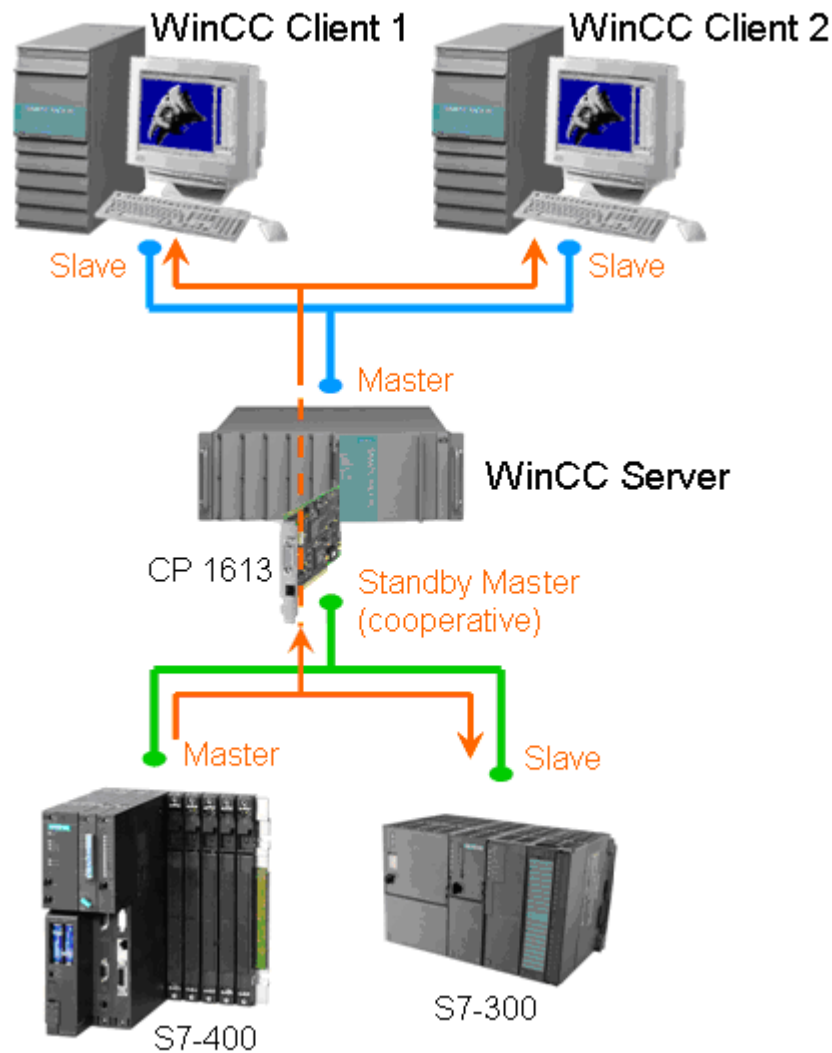 WinCC Client 1
WinCC Client 2
Slave
Slave
Master
WinCC Server
CP 1613
Standby Master
(cooperative)
Master
Slave
S7-400
S7-300